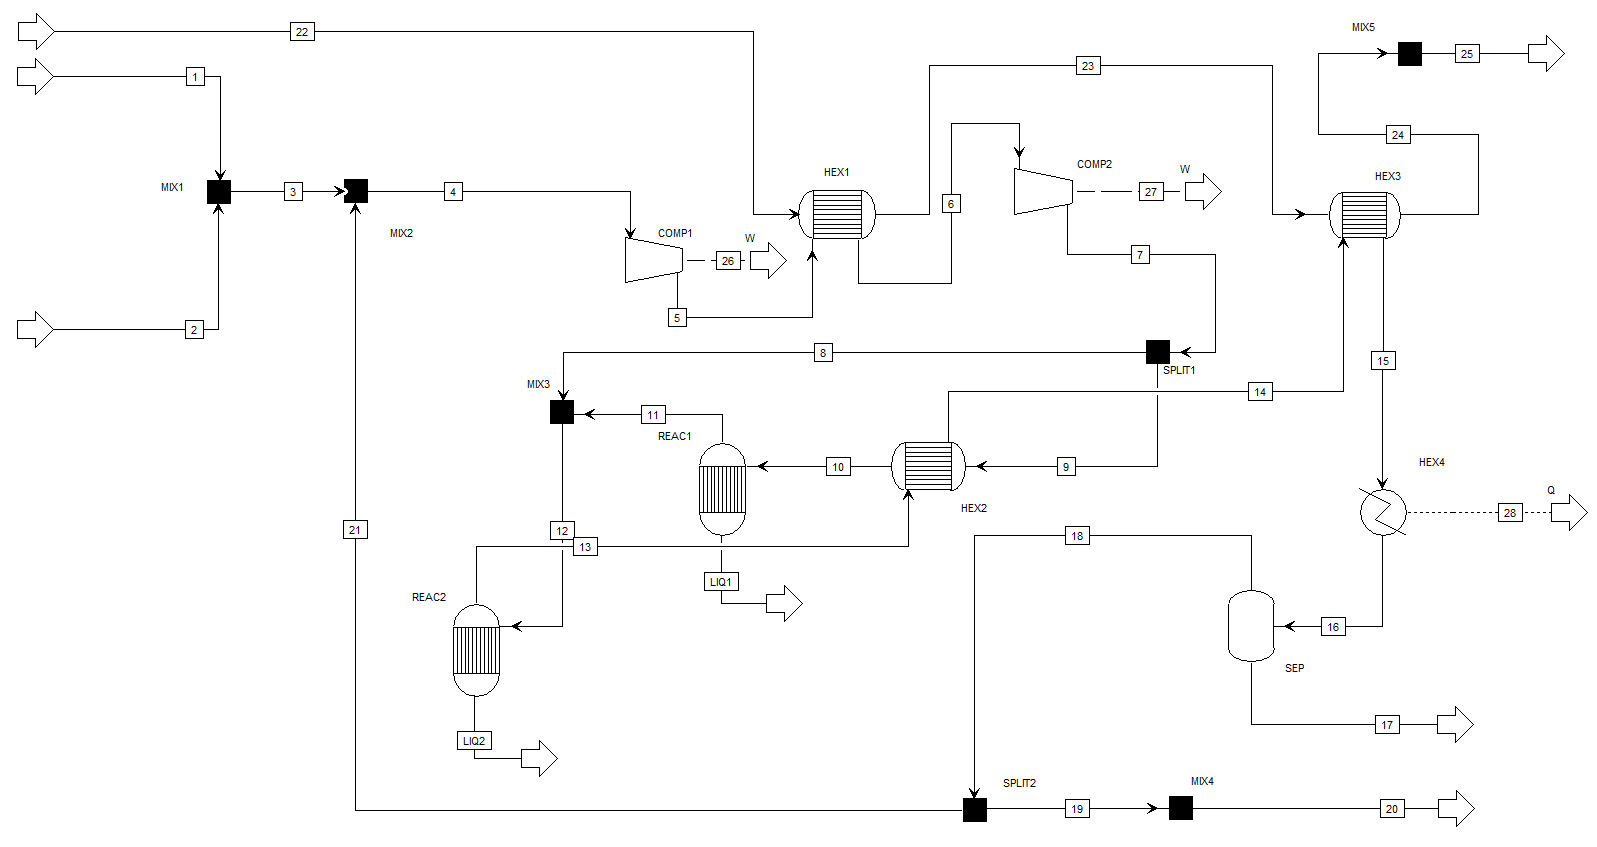 22
MIX5
25
23
1
24
COMP2
W
HEX1
HEX3
MIX1
3
4
27
6
MIX2
COMP1
W
26
7
5
2
8
15
SPLIT1
MIX3
14
11
REAC1
10
9
HEX4
Q
HEX2
28
21
12
18
13
LIQ1
REAC2
16
SEP
17
LIQ2
SPLIT2
MIX4
19
20